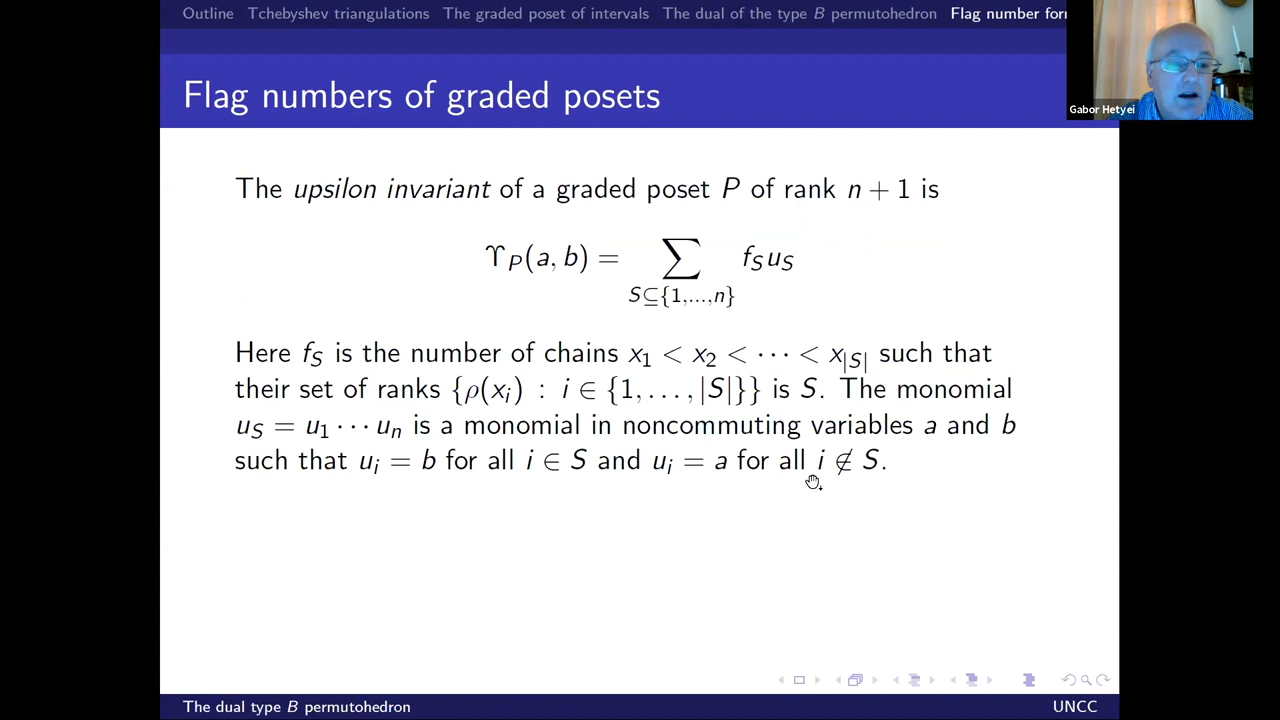 Outline Tchebyshev triangulations The graded poset of intervals The dual of the type B permutohedron Flag number for
Gabor Hetyei
Flag numbers of graded posets
The upsilon invariant of a graded poset P of rank n + 1 is
ϒ_P(a, b) = ∑_{S⊆{1,...,n}} f_S u_S
Here f_S is the number of chains x_1 < x_2 < ⋯ < x_{|S|} such that
their set of ranks {ρ(x_i) : i ∈ {1, . . . , |S|}} is S. The monomial
u_S = u_1 ⋯ u_n is a monomial in noncommuting variables a and b
such that u_i = b for all i ∈ S and u_i = a for all i ∉ S.
The dual type B permutohedron UNCC